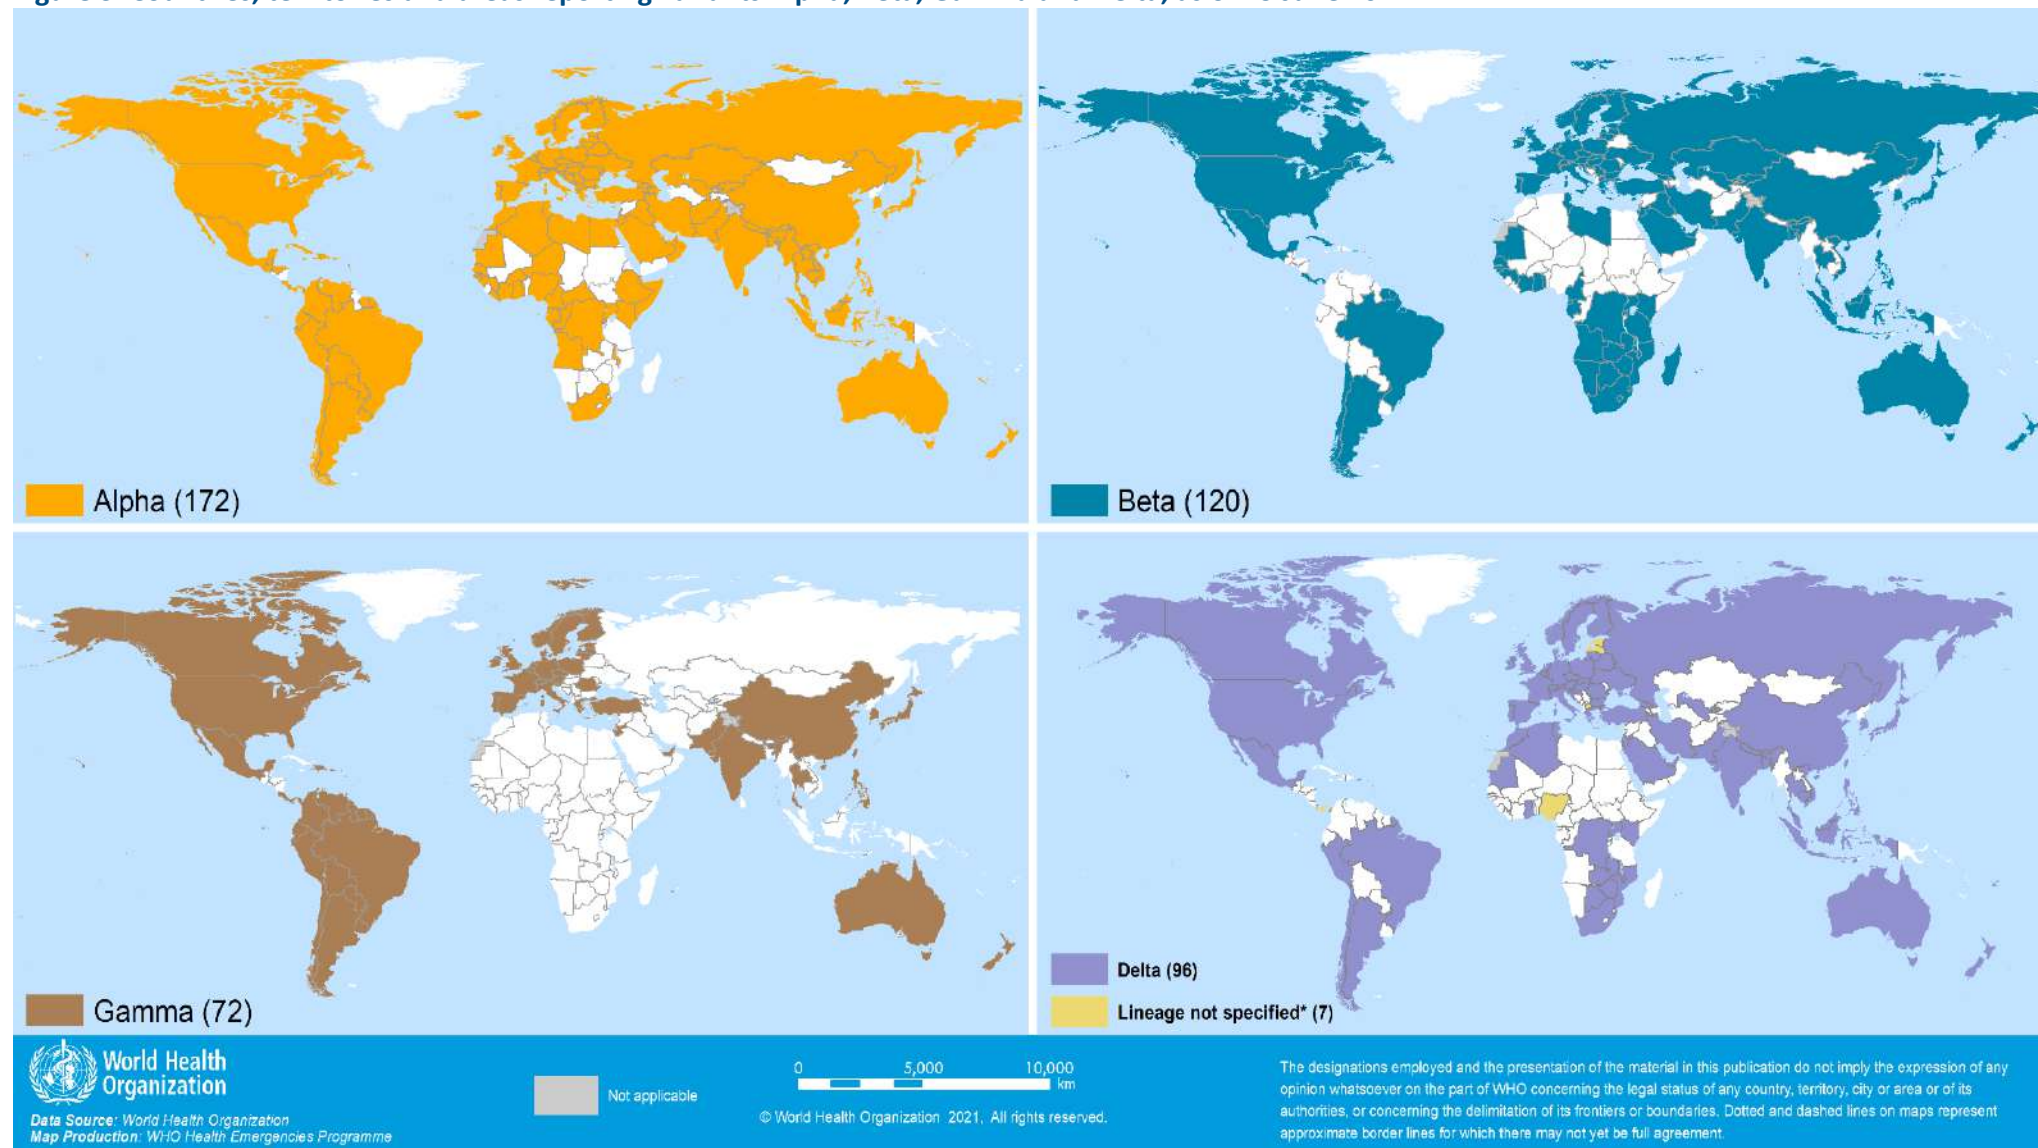 Alpha (172)
Beta (120)
Gamma (72)
Delta (96)
Lineage not specified* (7)
World Health
Organization
Data Source: World Health Organization
Map Production: WHO Health Emergencies Programme
Not applicable
0 5,000 10,000
km
© World Health Organization 2021, All rights reserved.
The designations employed and the presentation of the material in this publication do not imply the expression of any
opinion whatsoever on the part of WHO concerning the legal status of any country, territory, city or area or of its
authorities, or concerning the delimitation of its frontiers or boundaries. Dotted and dashed lines on maps represent
approximate border lines for which there may not yet be full agreement.